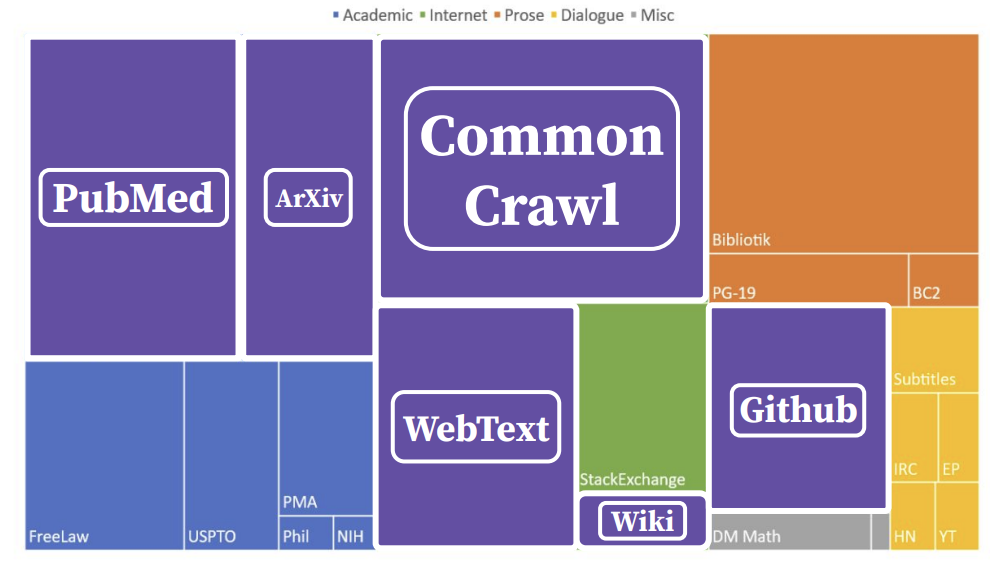 Academic Internet Prose Dialogue Misc
PubMed
ArXiv
Common
Crawl
Bibliotik
PG-19
BC2
WebText
StackExchange
Wiki
Github
Subtitles
IRC
EP
HN
YT
DM Math
FreeLaw
USPTO
PMA
Phil
NIH